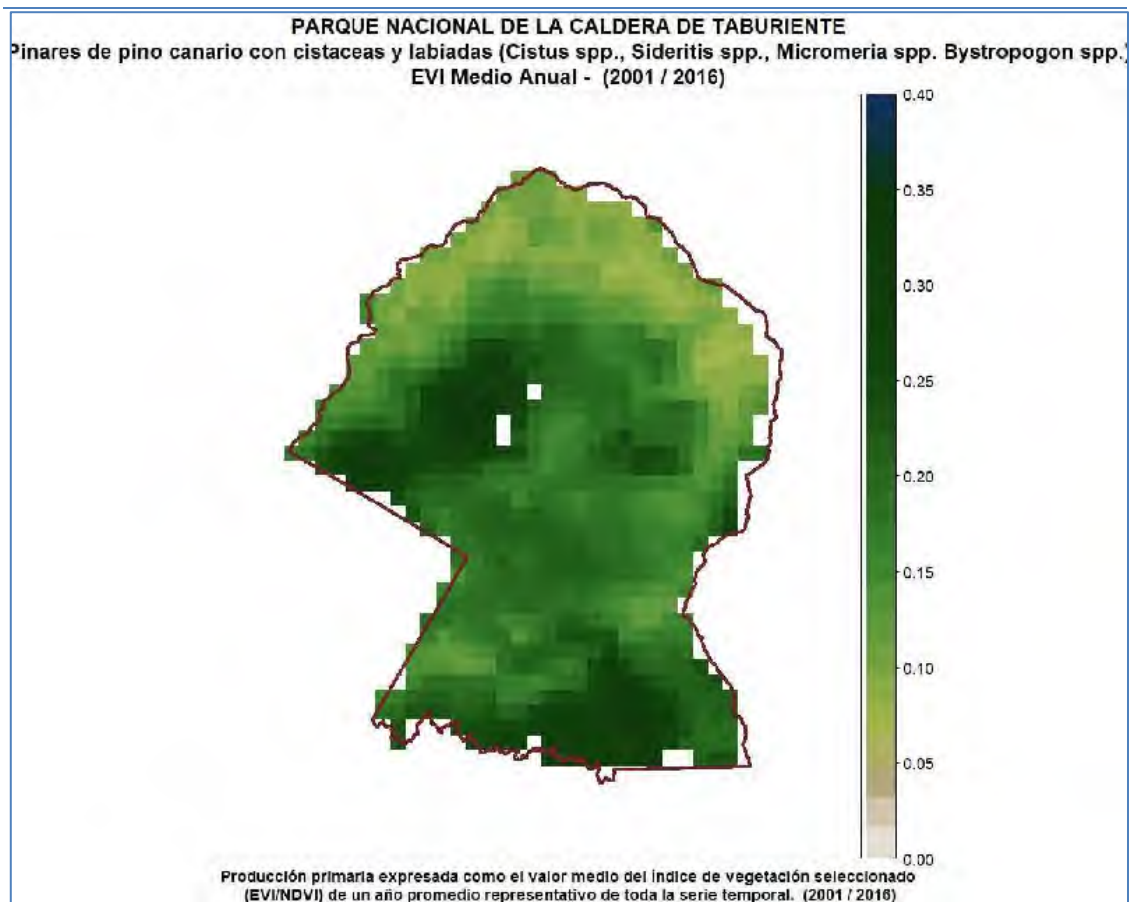 PARQUE NACIONAL DE LA CALDERA DE TABURIENTE
Pinares de pino canario con cistaceas y labiadas (Cistus spp., Sideritis spp., Micromeria spp. Bystropogon spp.)
EVI Medio Anual - (2001 / 2016)
0.40
0.35
0.30
0.25
0.20
0.15
0.10
0.05
0.00
Producción primaria expresada como el valor medio del índice de vegetación seleccionado
(EVI/NDVI) de un año promedio representativo de toda la serie temporal. (2001 / 2016)